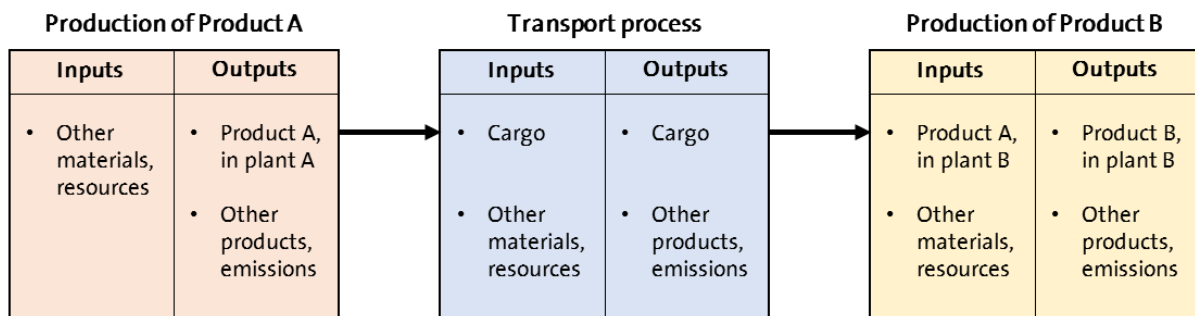 Production of Product A
Inputs
Outputs
• Other
materials,
resources
• Product A,
in plant A
• Other
products,
emissions
Transport process
Inputs
Outputs
• Cargo
• Other
materials,
resources
• Cargo
• Other
products,
emissions
Production of Product B
Inputs
Outputs
• Product A,
in plant B
• Other
materials,
resources
• Product B,
in plant B
• Other
products,
emissions